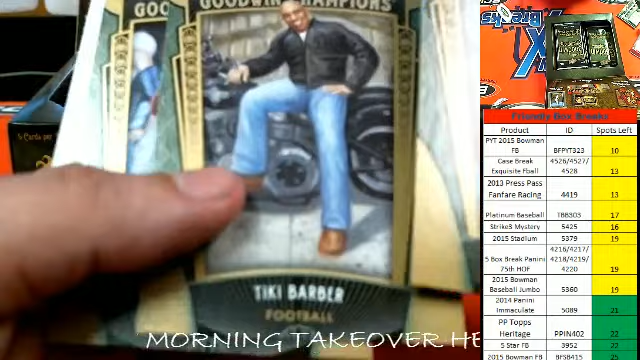 GOODWIN CHAMPIONS
GOO
TIKI BARBER
FOOTBALL
MORNING TAKEOVER HE
Friendly Box Breaks
Product ID Spots Left
PYT 2015 Bowman FB BFPYT323 10
Case Break Exquisite Fball 4526/4527/4528 13
2013 Press Pass Fanfare Racing 4419 13
Platinum Baseball TBB303 17
Strike3 Mystery 5425 16
2015 Stadium 5379 19
5 Box Break Panini 75th HOF 4216/4217/4218/4219/4220 19
2015 Bowman Baseball Jumbo 5360 19
2014 Panini Immaculate 5089 21
PP Topps Heritage PPIN402 22
5 Star FB 3952 22
2015 Bowman FB BFSB415 25